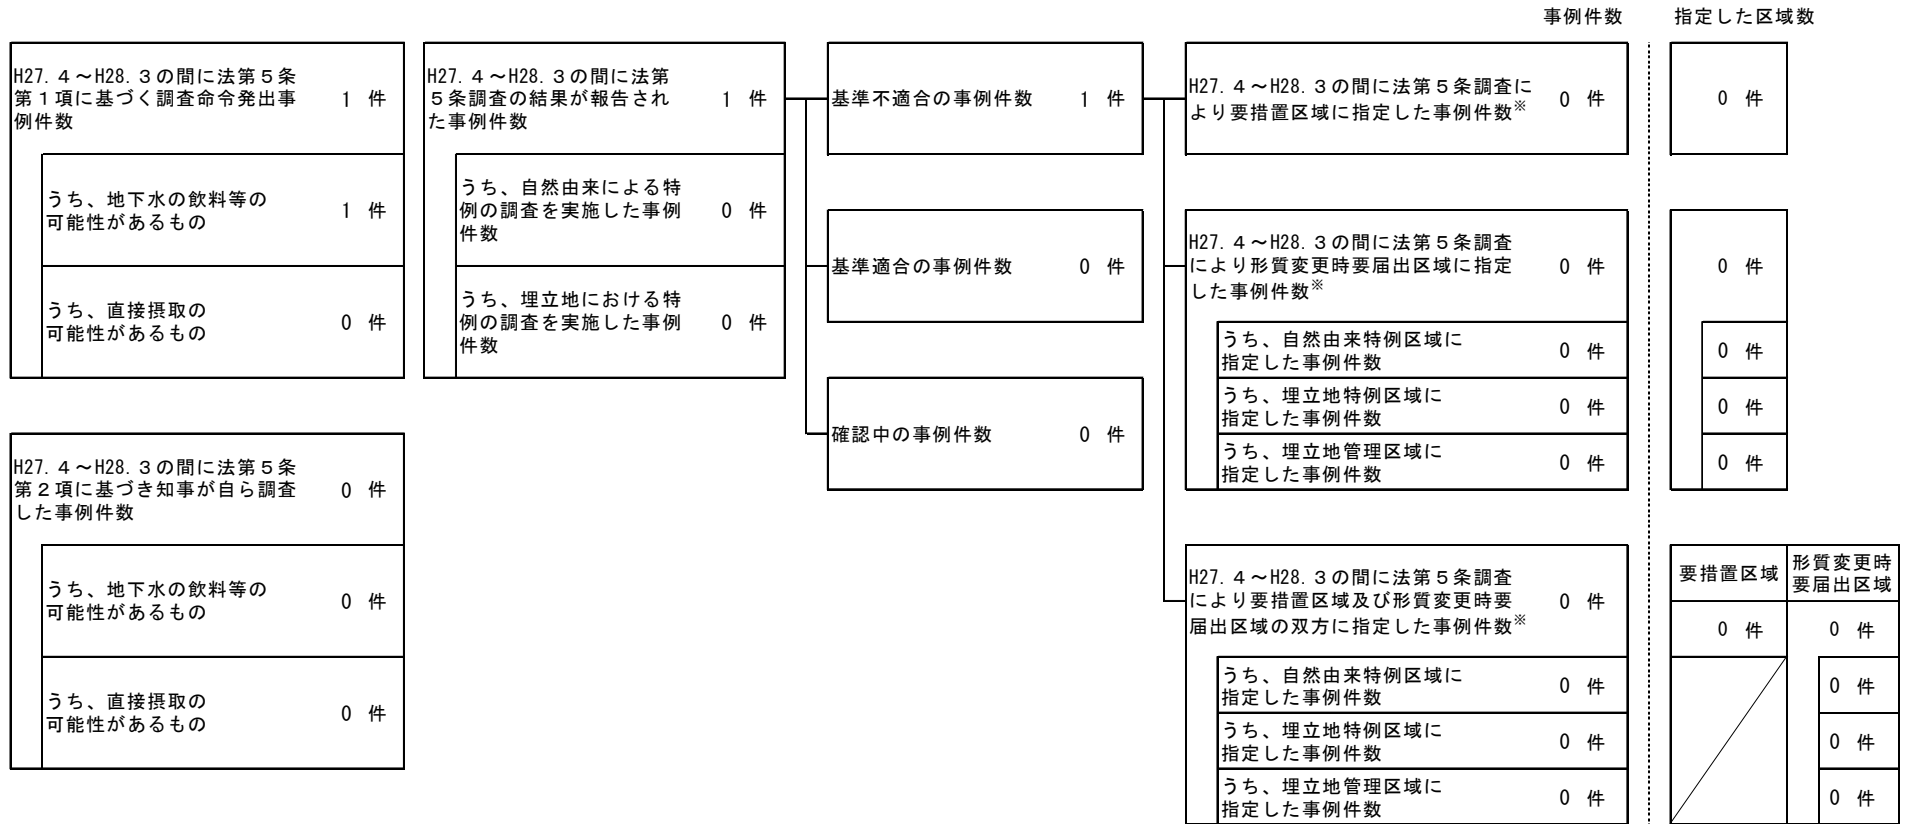 事例件数 指定した区域数
H27.４～H28.３の間に法第５条
第１項に基づく調査命令発出事
例件数
1 件
うち、地下水の飲料等の
可能性があるもの
1 件
うち、直接摂取の
可能性があるもの
0 件
H27.４～H28.３の間に法第５条
第２項に基づき知事が自ら調査
した事例件数
0 件
うち、地下水の飲料等の
可能性があるもの
0 件
うち、直接摂取の
可能性があるもの
0 件
H27.４～H28.３の間に法第
５条調査の結果が報告され
た事例件数
1 件
うち、自然由来による特
例の調査を実施した事例
件数
0 件
うち、埋立地における特
例の調査を実施した事例
件数
0 件
基準不適合の事例件数 1 件
基準適合の事例件数 0 件
確認中の事例件数 0 件
H27.４～H28.３の間に法第５条調査に
より要措置区域に指定した事例件数※
0 件
0 件
H27.４～H28.３の間に法第５条調査
により形質変更時要届出区域に指定
した事例件数※
0 件
0 件
うち、自然由来特例区域に
指定した事例件数
0 件
0 件
うち、埋立地特例区域に
指定した事例件数
0 件
0 件
うち、埋立地管理区域に
指定した事例件数
0 件
0 件
H27.４～H28.３の間に法第５条調査
により要措置区域及び形質変更時要
届出区域の双方に指定した事例件数※
0 件
要措置区域
形質変更時
要届出区域
0 件 0 件
うち、自然由来特例区域に
指定した事例件数
0 件
0 件
うち、埋立地特例区域に
指定した事例件数
0 件
0 件
うち、埋立地管理区域に
指定した事例件数
0 件
0 件